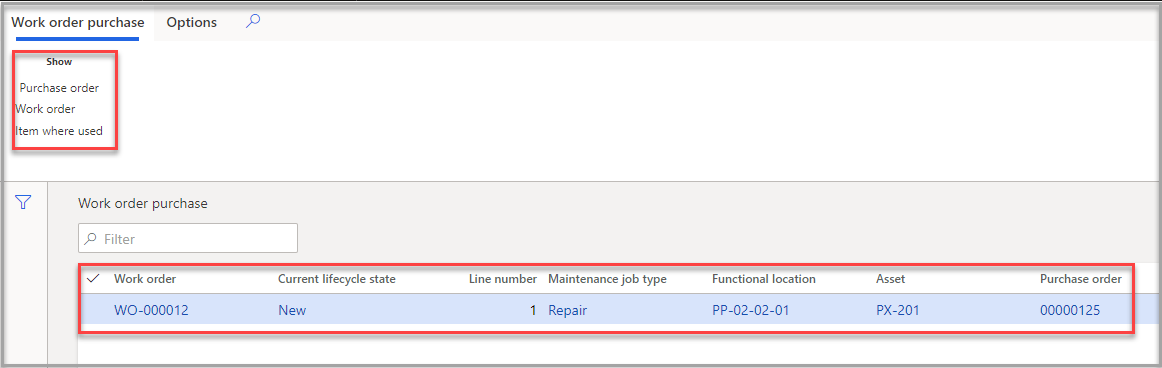 Work order purchase Options
Show
Purchase order
Work order
Item where used
Work order purchase
Filter
Work order Current lifecycle state Line number Maintenance job type Functional location Asset Purchase order
WO-000012 New 1 Repair PP-02-02-01 PX-201 00000125